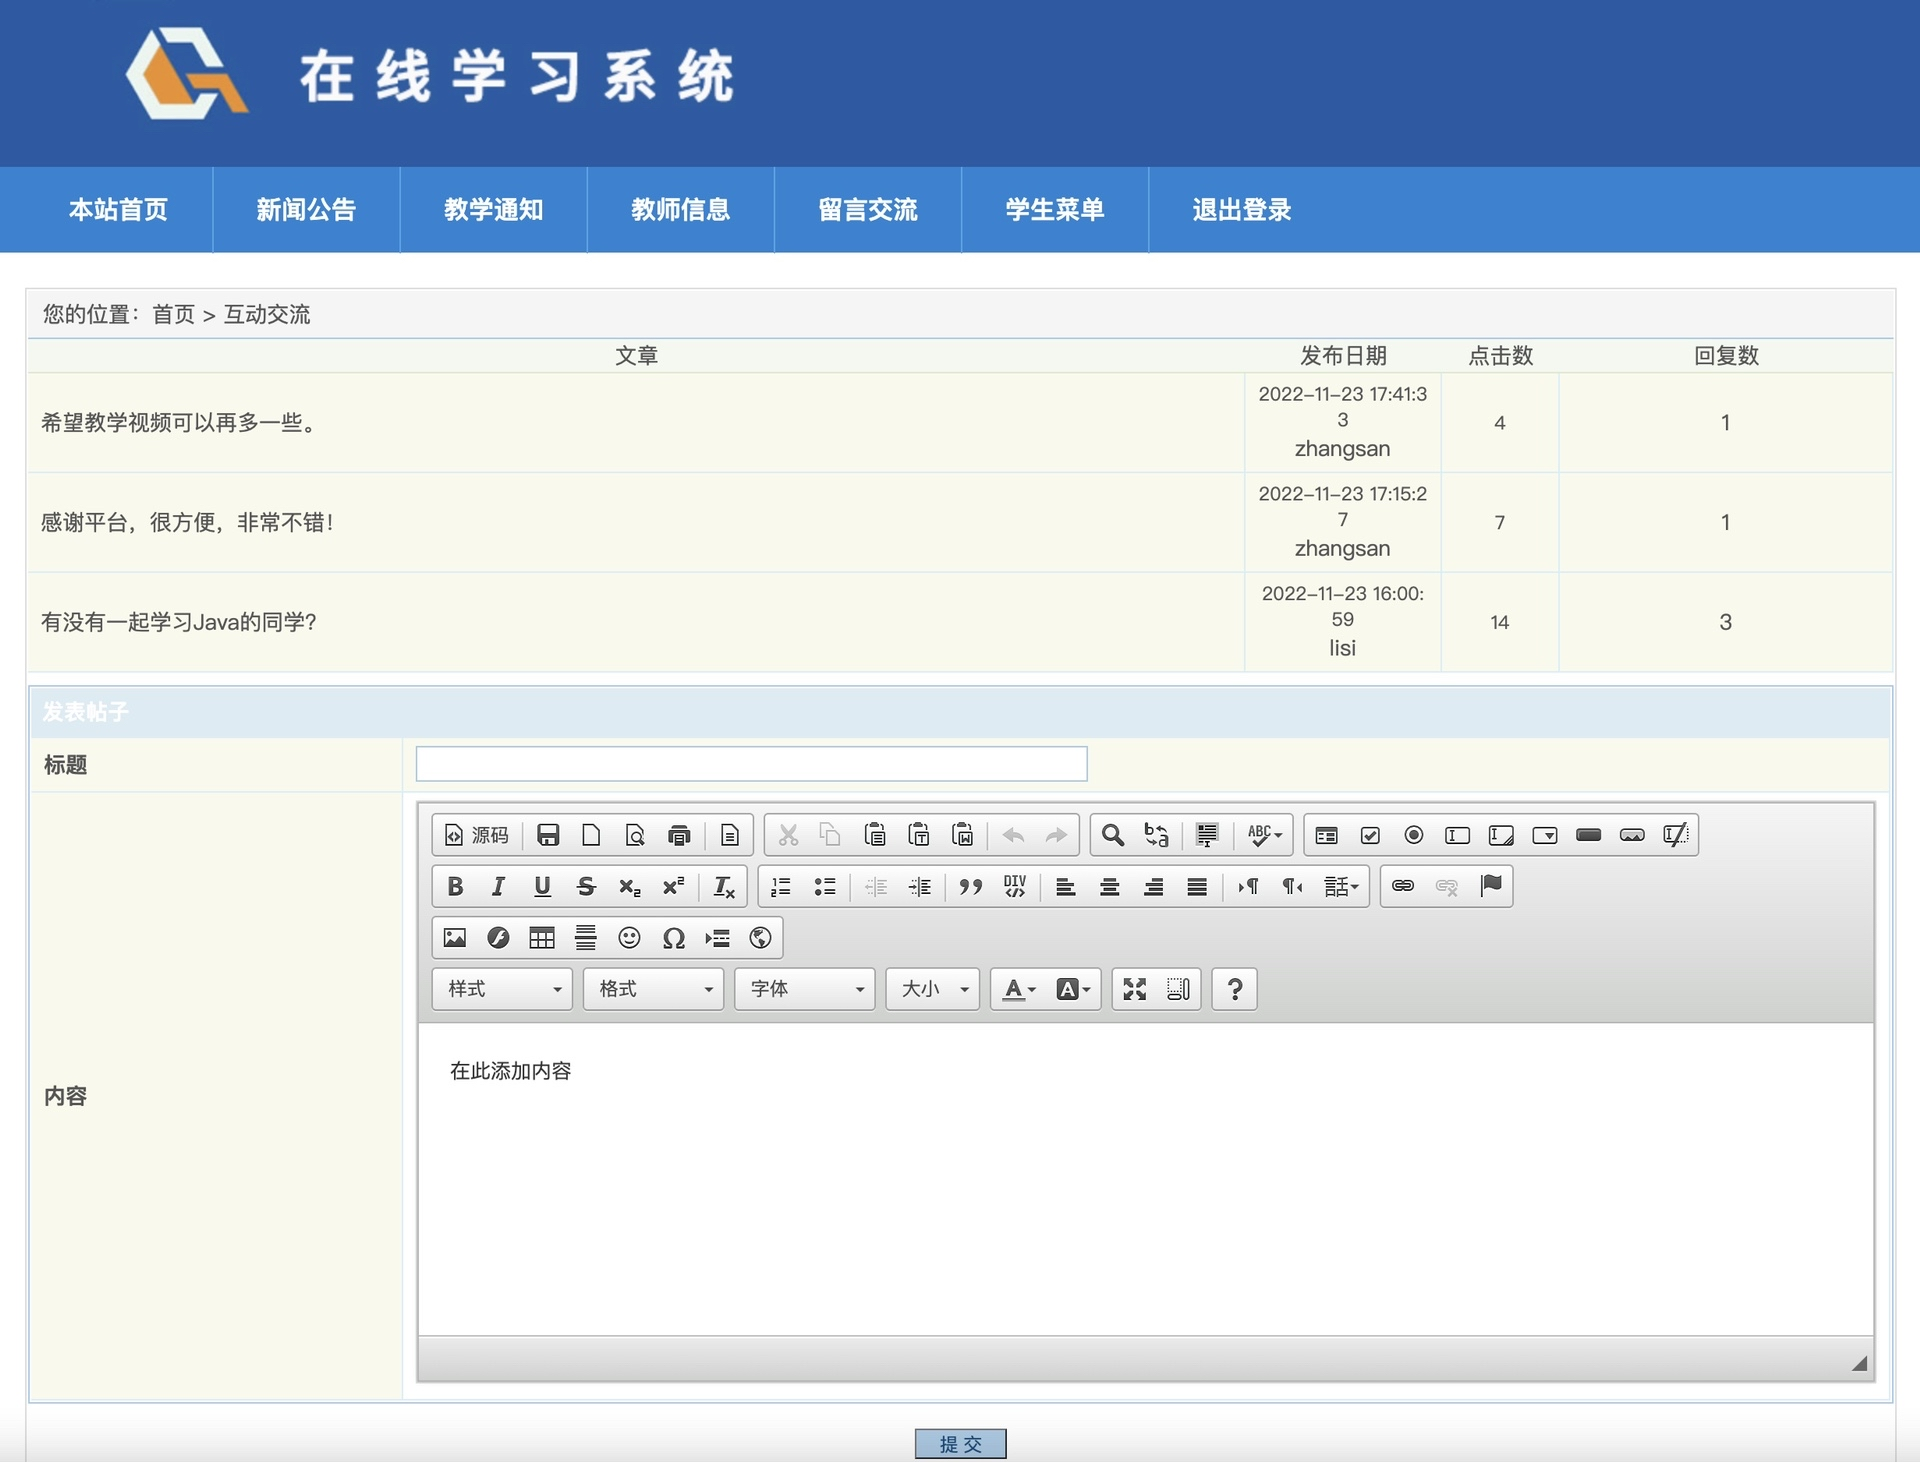 在线学习系统
本站首页 新闻公告 教学通知 教师信息 留言交流 学生菜单 退出登录
您的位置：首页 > 互动交流
文章 发布日期 点击数 回复数
希望教学视频可以再多一些。 2022-11-23 17:41:3
3
zhangsan 4 1
感谢平台，很方便，非常不错！ 2022-11-23 17:15:2
7
zhangsan 7 1
有没有一起学习Java的同学? 2022-11-23 16:00:
59
lisi 14 3
发表帖子
标题
源码
样式 格式 字体 大小
在此添加内容
内容
提 交